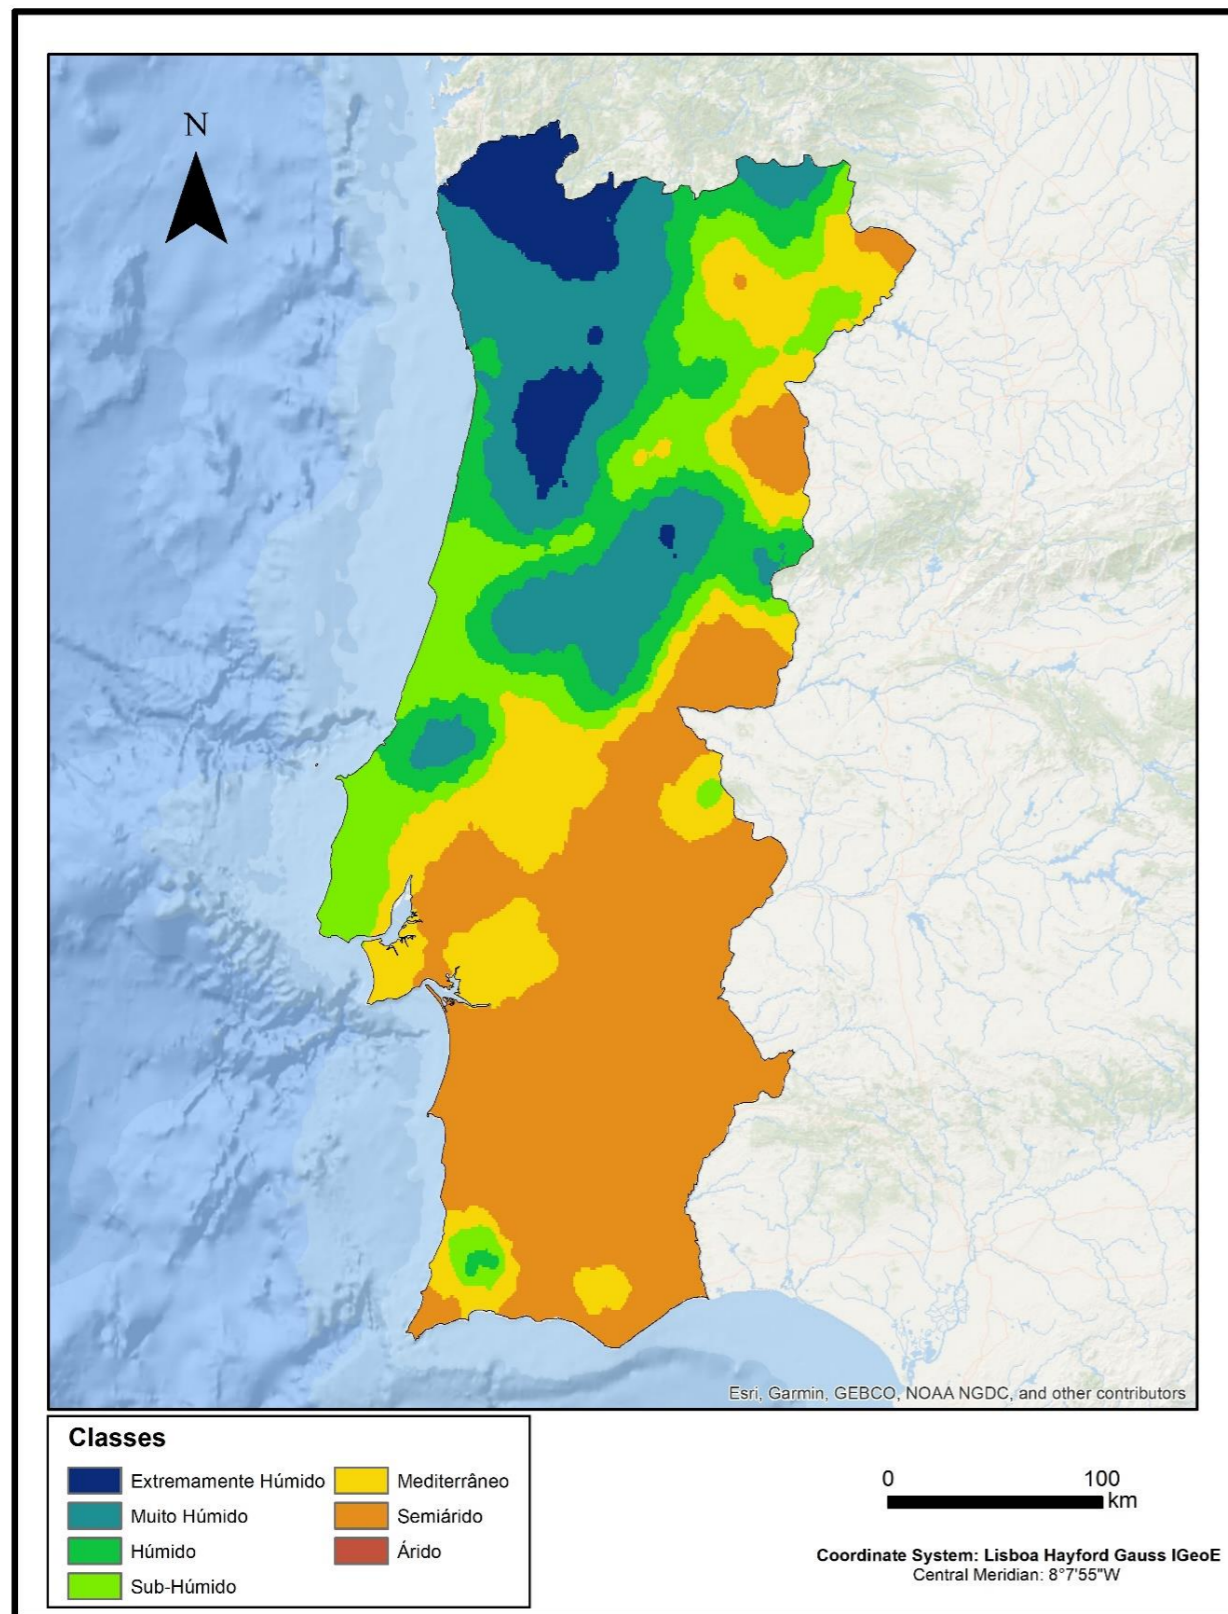 N
Esri, Garmin, GEBCO, NOAA NGDC, and other contributors
Classes
Extremamente Húmido
Muito Húmido
Húmido
Sub-Húmido
Mediterrâneo
Semiárido
Árido
0 100
km
Coordinate System: Lisboa Hayford Gauss IGeoE
Central Meridian: 8°7'55"W